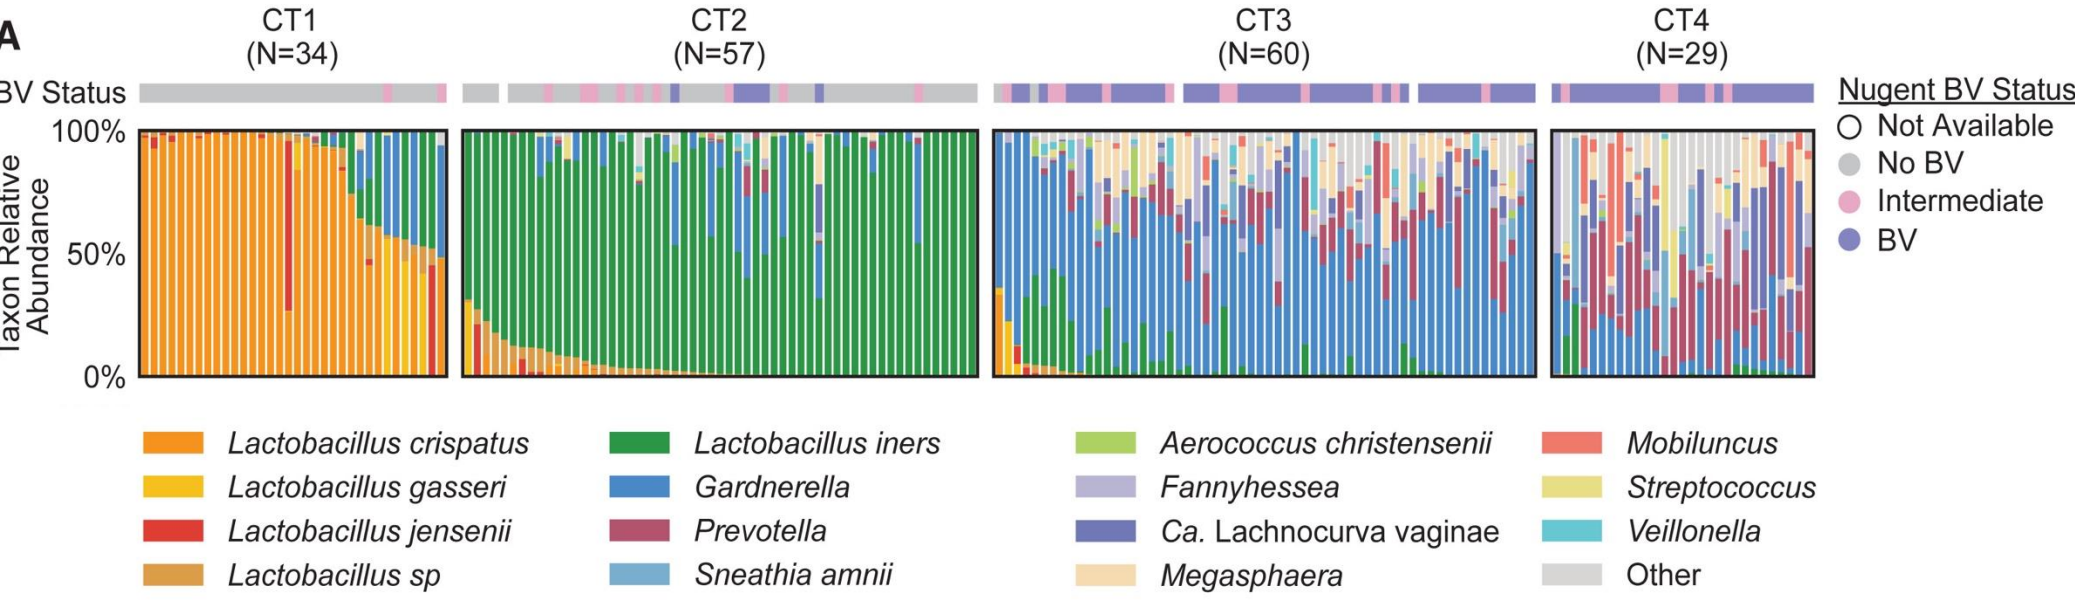 A
CT1
(N=34)
CT2
(N=57)
CT3
(N=60)
CT4
(N=29)
BV Status
Nugent BV Status
Not Available
No BV
Intermediate
BV
100%
50%
0%
Taxon Relative
Abundance
Lactobacillus crispatus
Lactobacillus iners
Aerococcus christensenii
Mobiluncus
Lactobacillus gasseri
Gardnerella
Fannyhessea
Streptococcus
Lactobacillus jensenii
Prevotella
Ca. Lachnocurva vaginae
Veillonella
Lactobacillus sp
Sneathia amnii
Megasphaera
Other